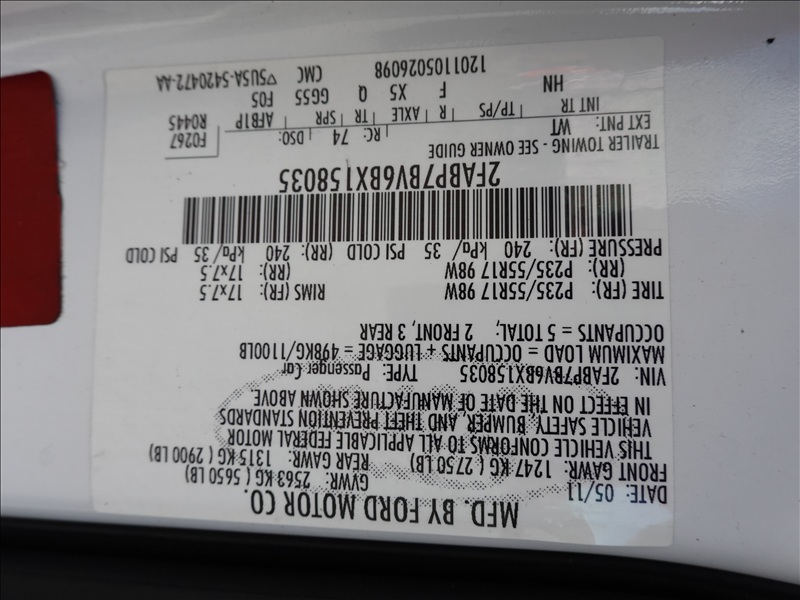 MFD. BY FORD MOTOR CO.
DATE: 05/11 GVWR: 2563 KG ( 5650 LB)
FRONT GAWR: 1247 KG ( 2750 LB) REAR GAWR: 1315 KG ( 2900 LB)
THIS VEHICLE CONFORMS TO ALL APPLICABLE FEDERAL MOTOR
VEHICLE SAFETY, BUMPER, AND THEFT PREVENTION STANDARDS
IN EFFECT ON THE DATE OF MANUFACTURE SHOWN ABOVE
VIN: 2FABP7BV6BX158035 TYPE: Passenger Car
MAXIMUM LOAD = OCCUPANTS + LUGGAGE = 498KG/1100LB
OCCUPANTS = 5 TOTAL: 2 FRONT, 3 REAR
TIRE (FR): P235/55R17 98W RIMS (FR): 17x7.5
(RR): P235/55R17 98W (RR): 17x7.5
PRESSURE (FR): 240 kPa/ 35 PSI COLD (RR): 240 kPa/ 35 PSI COLD
2FABP7BV6BX158035
TRAILER TOWING - SEE OWNER GUIDE
EXT PNT: WT RC: 74 DSO: F0267
INT TR TP/PS R AXLE TR SPR AFB1P R0445
HN F X5 Q GG55 F05
1201105026098 CMC ▽5U5A-5420472-AA